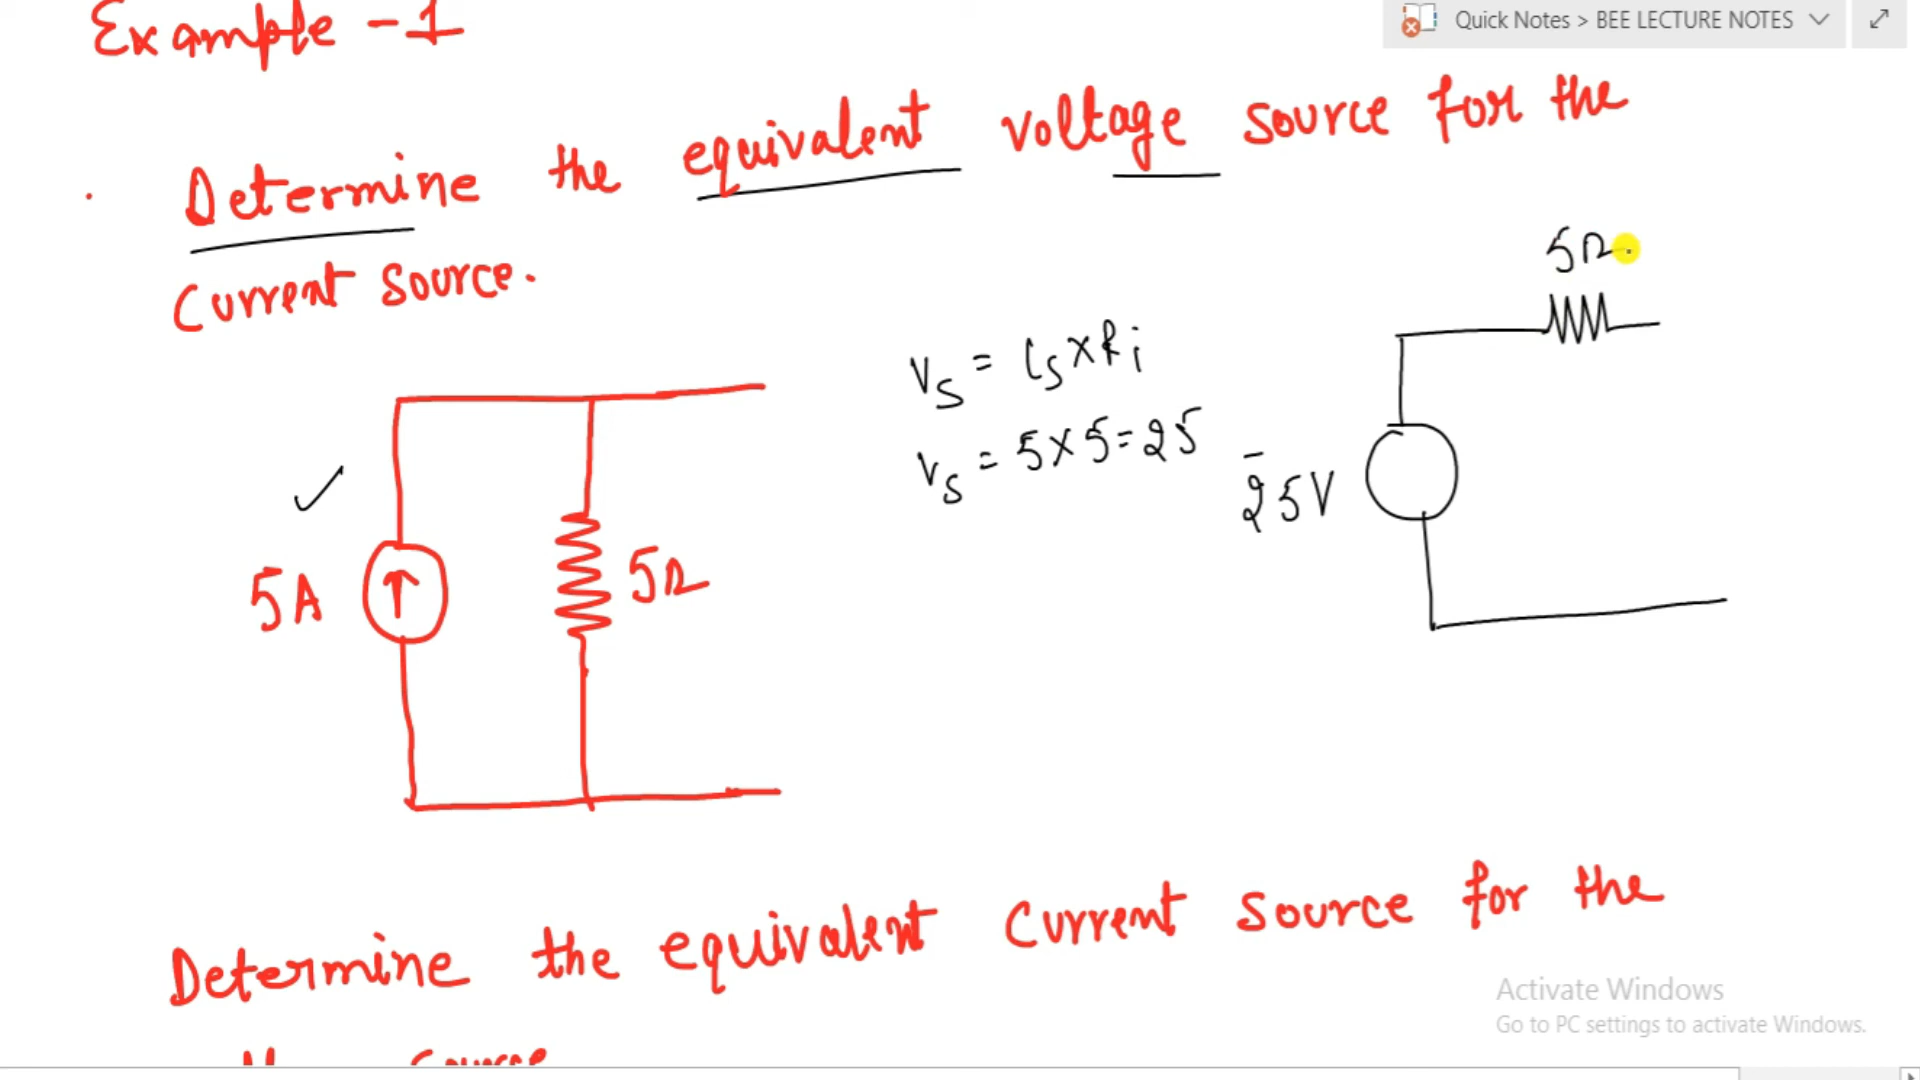 Example -1
Quick Notes > BEE LECTURE NOTES
Determine the equivalent voltage source for the
Current Source.
5Ω
Vs = is × Ri
Vs = 5 × 5 = 25
25V
5A
5Ω
Determine the equivalent Current source for the
Source
Activate Windows
Go to PC settings to activate Windows.